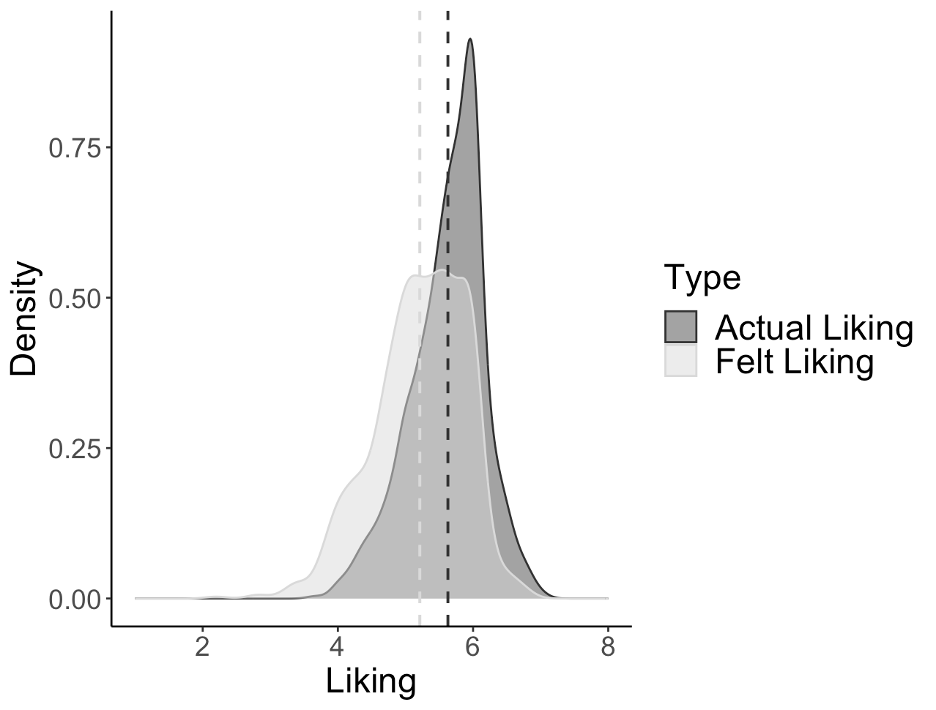 0.75
0.50
0.25
0.00
Density
2 4 6 8
Liking
Type
Actual Liking
Felt Liking